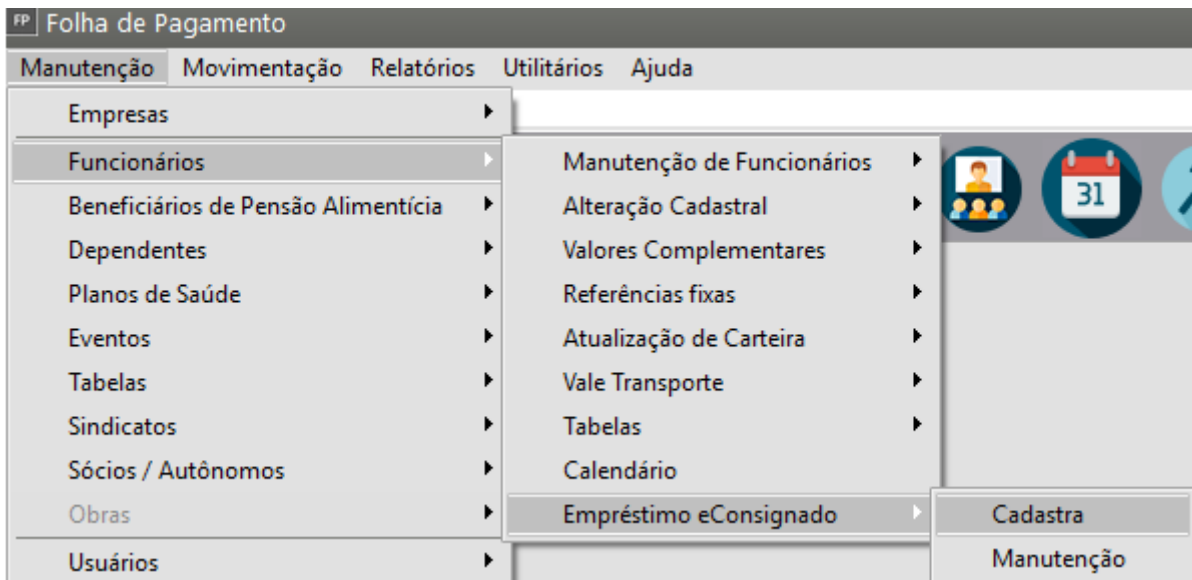 FP Folha de Pagamento
Manutenção Movimentação Relatórios Utilitários Ajuda
Empresas
Funcionários
Beneficiários de Pensão Alimentícia
Dependentes
Planos de Saúde
Eventos
Tabelas
Sindicatos
Sócios / Autônomos
Obras
Usuários
Manutenção de Funcionários
Alteração Cadastral
Valores Complementares
Referências fixas
Atualização de Carteira
Vale Transporte
Tabelas
Calendário
Empréstimo eConsignado
Cadastra
Manutenção
31